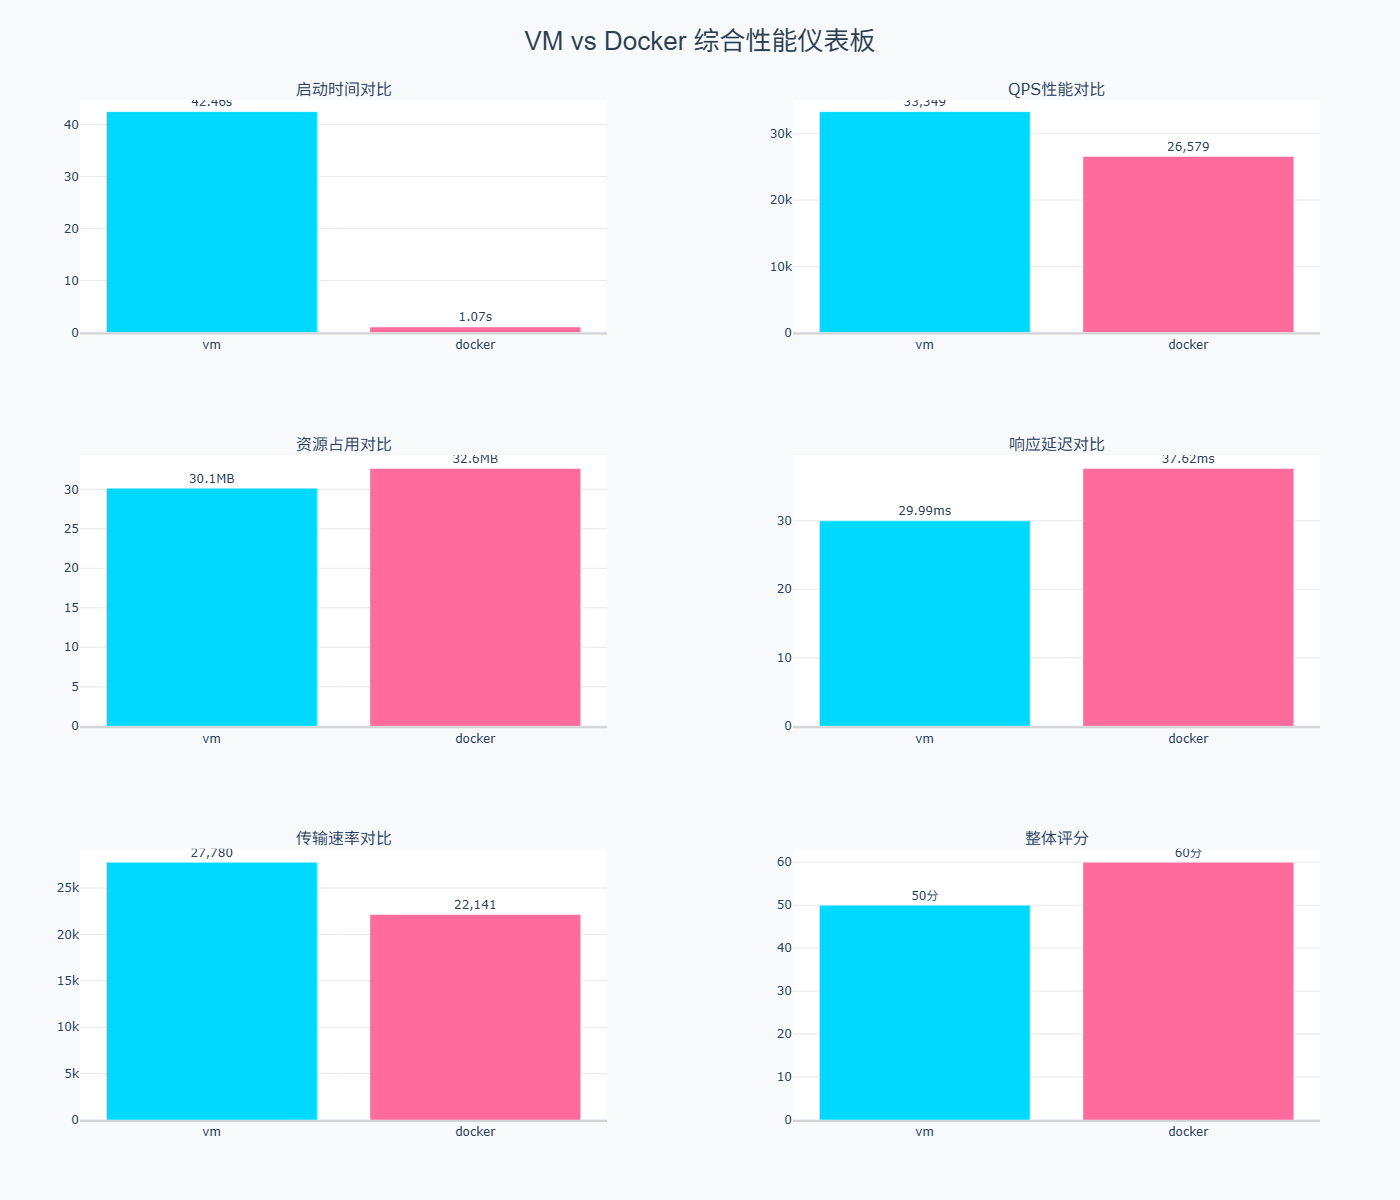 VM vs Docker 综合性能仪表板
启动时间对比
42.46s
40
30
20
10
0
1.07s
vm
docker
QPS性能对比
33,349
30k
20k
10k
0
26,579
vm
docker
资源占用对比
30.1MB
32.6MB
30
25
20
15
10
5
0
vm
docker
响应延迟对比
29.99ms
37.62ms
30
20
10
0
vm
docker
传输速率对比
27,780
25k
20k
15k
10k
5k
0
22,141
vm
docker
整体评分
50分
60分
60
50
40
30
20
10
0
vm
docker